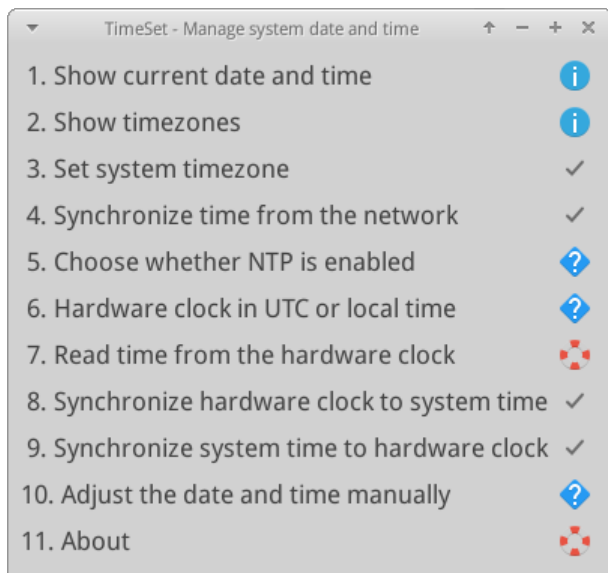 TimeSet - Manage system date and time
1. Show current date and time
2. Show timezones
3. Set system timezone
4. Synchronize time from the network
5. Choose whether NTP is enabled
6. Hardware clock in UTC or local time
7. Read time from the hardware clock
8. Synchronize hardware clock to system time
9. Synchronize system time to hardware clock
10. Adjust the date and time manually
11. About